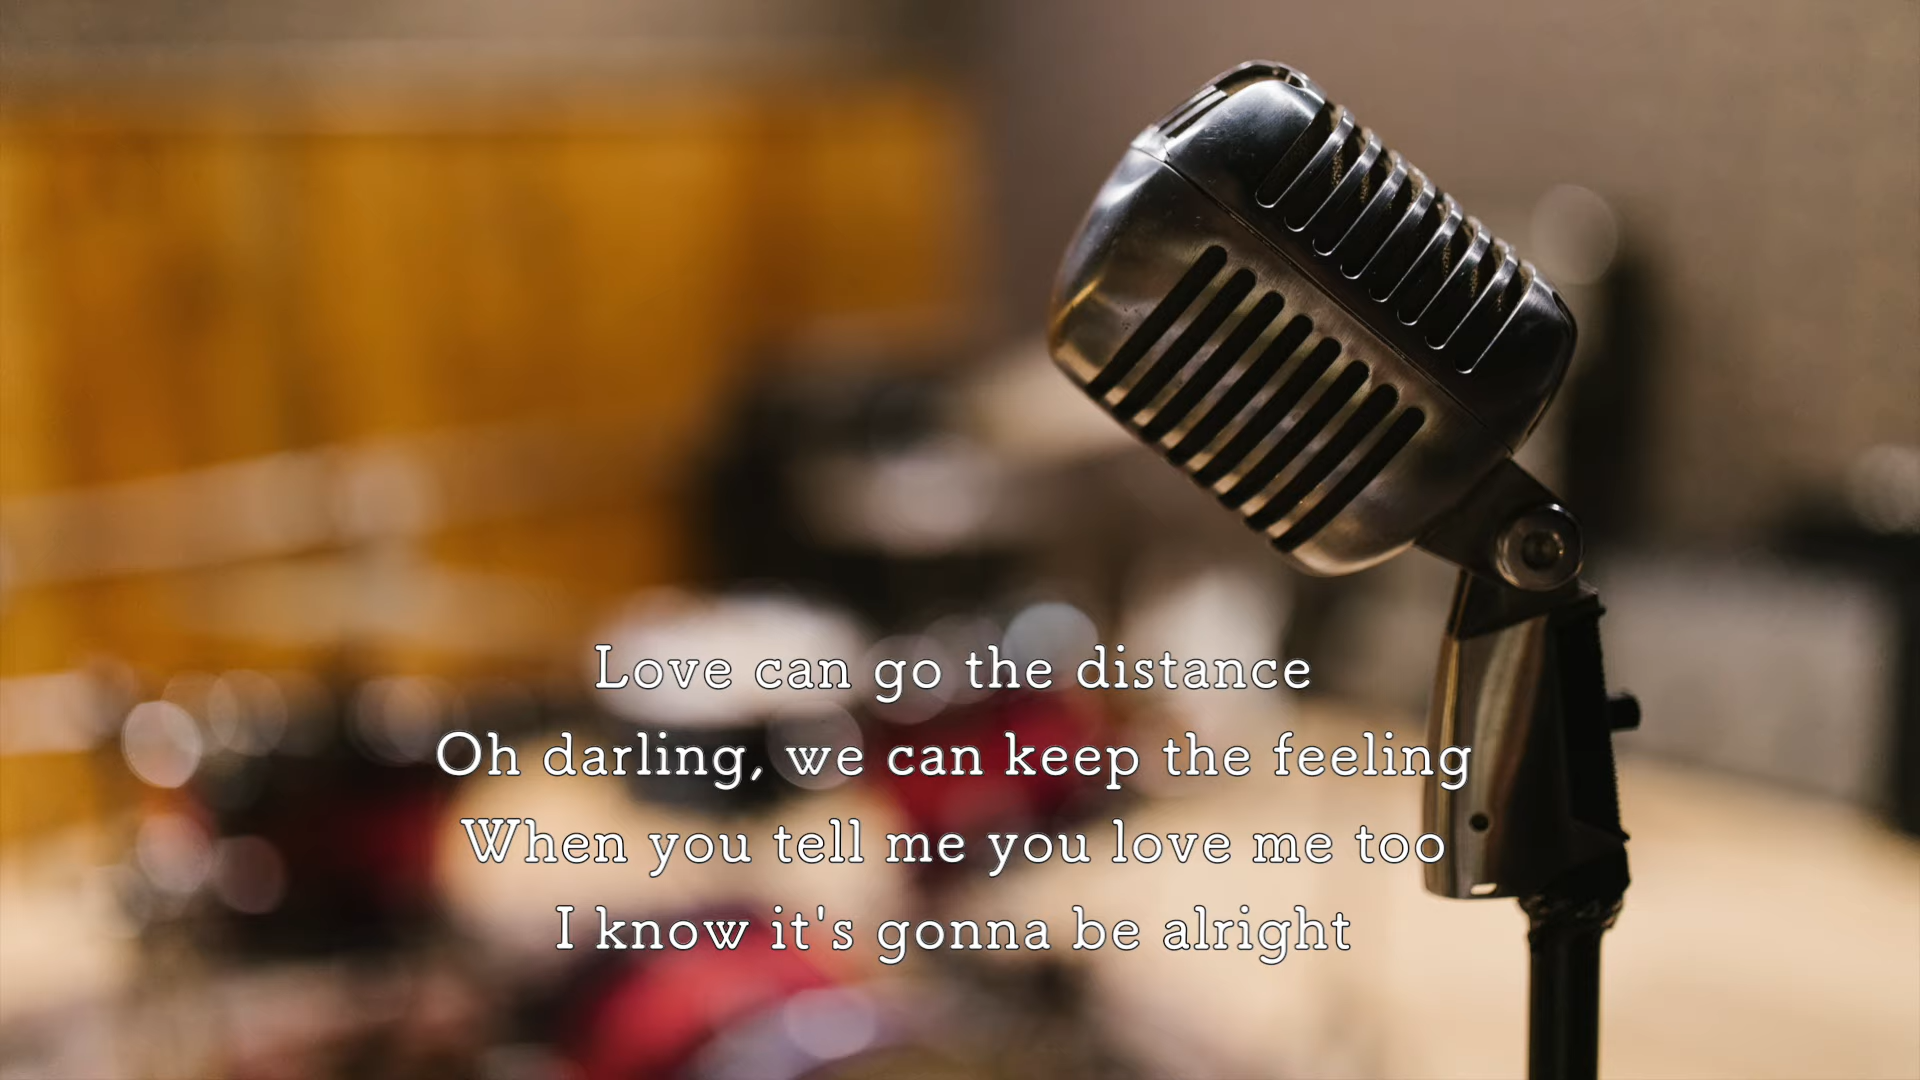 Love can go the distance
Oh darling, we can keep the feeling
When you tell me you love me too
I know it's gonna be alright